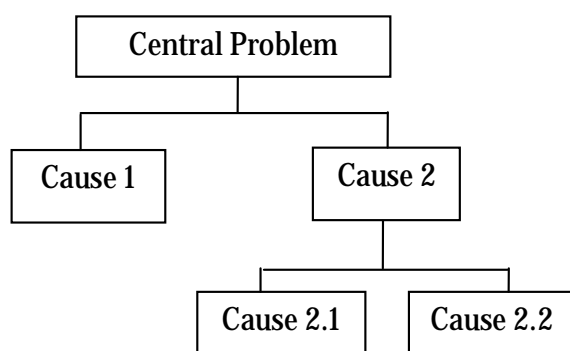 Central Problem
Cause 1
Cause 2
Cause 2.1
Cause 2.2